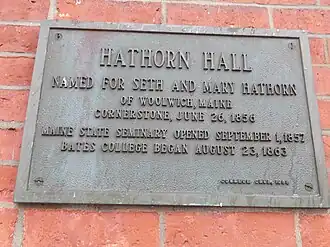 HATHORN HALL
NAMED FOR SETH AND MARY HATHORN
OF WOOLWICH, MAINE
CORNERSTONE, JUNE 26, 1856
MAINE STATE SEMINARY OPENED SEPTEMBER 1, 1857
BATES COLLEGE BEGAN AUGUST 23, 1863